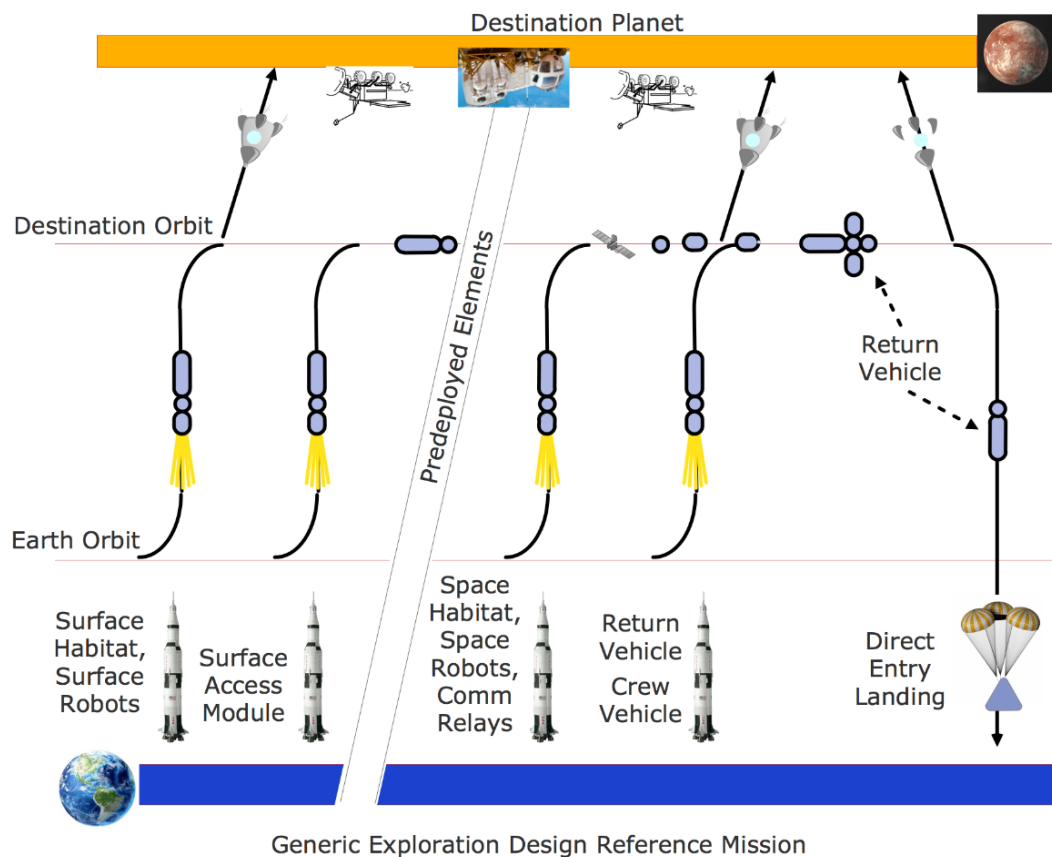 Destination Planet
Destination Orbit
Predeployed Elements
Return
Vehicle
Earth Orbit
Surface
Habitat,
Surface
Robots
Surface
Access
Module
Space
Habitat,
Space
Robots,
Comm
Relays
Return
Vehicle
Crew
Vehicle
Direct
Entry
Landing
Generic Exploration Design Reference Mission